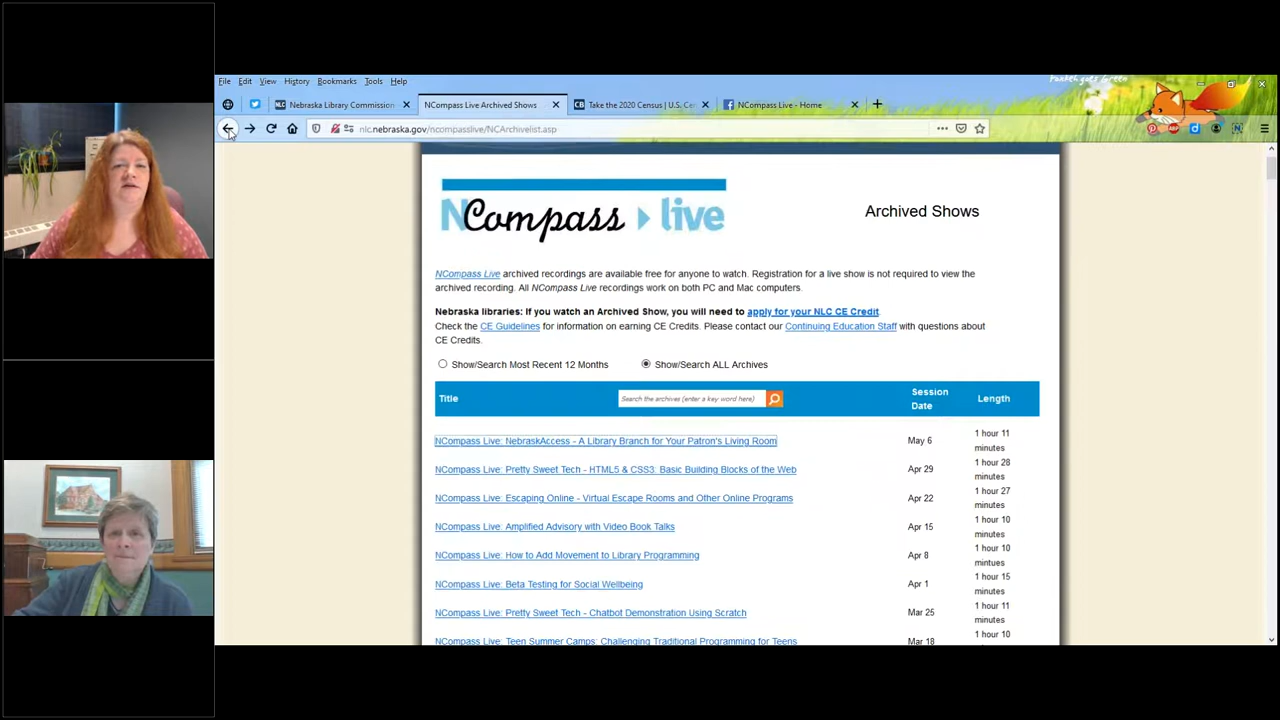 File Edit View History Bookmarks Tools Help
Nebraska Library Commission
NCompass Live Archived Shows
Take the 2020 Census | U.S. Ce
NCompass Live - Home
nlc.nebraska.gov/ncompasslive/NCArchivelist.asp
NCompass live
Archived Shows
NCompass Live archived recordings are available free for anyone to watch. Registration for a live show is not required to view the
archived recording. All NCompass Live recordings work on both PC and Mac computers.
Nebraska libraries: If you watch an Archived Show, you will need to apply for your NLC CE Credit.
Check the CE Guidelines for information on earning CE Credits. Please contact our Continuing Education Staff with questions about
CE Credits.
Show/Search Most Recent 12 Months Show/Search ALL Archives
Title
Search the archives (enter a key word here)
Session
Date
Length
NCompass Live: NebraskAccess - A Library Branch for Your Patron's Living Room May 6 1 hour 11
minutes
NCompass Live: Pretty Sweet Tech - HTML5 & CSS3: Basic Building Blocks of the Web Apr 29 1 hour 28
minutes
NCompass Live: Escaping Online - Virtual Escape Rooms and Other Online Programs Apr 22 1 hour 27
minutes
NCompass Live: Amplified Advisory with Video Book Talks Apr 15 1 hour 10
minutes
NCompass Live: How to Add Movement to Library Programming Apr 8 1 hour 10
mintues
NCompass Live: Beta Testing for Social Wellbeing Apr 1 1 hour 15
minutes
NCompass Live: Pretty Sweet Tech - Chatbot Demonstration Using Scratch Mar 25 1 hour 11
minutes
NCompass Live: Teen Summer Camps: Challenging Traditional Programming for Teens Mar 18 1 hour 10